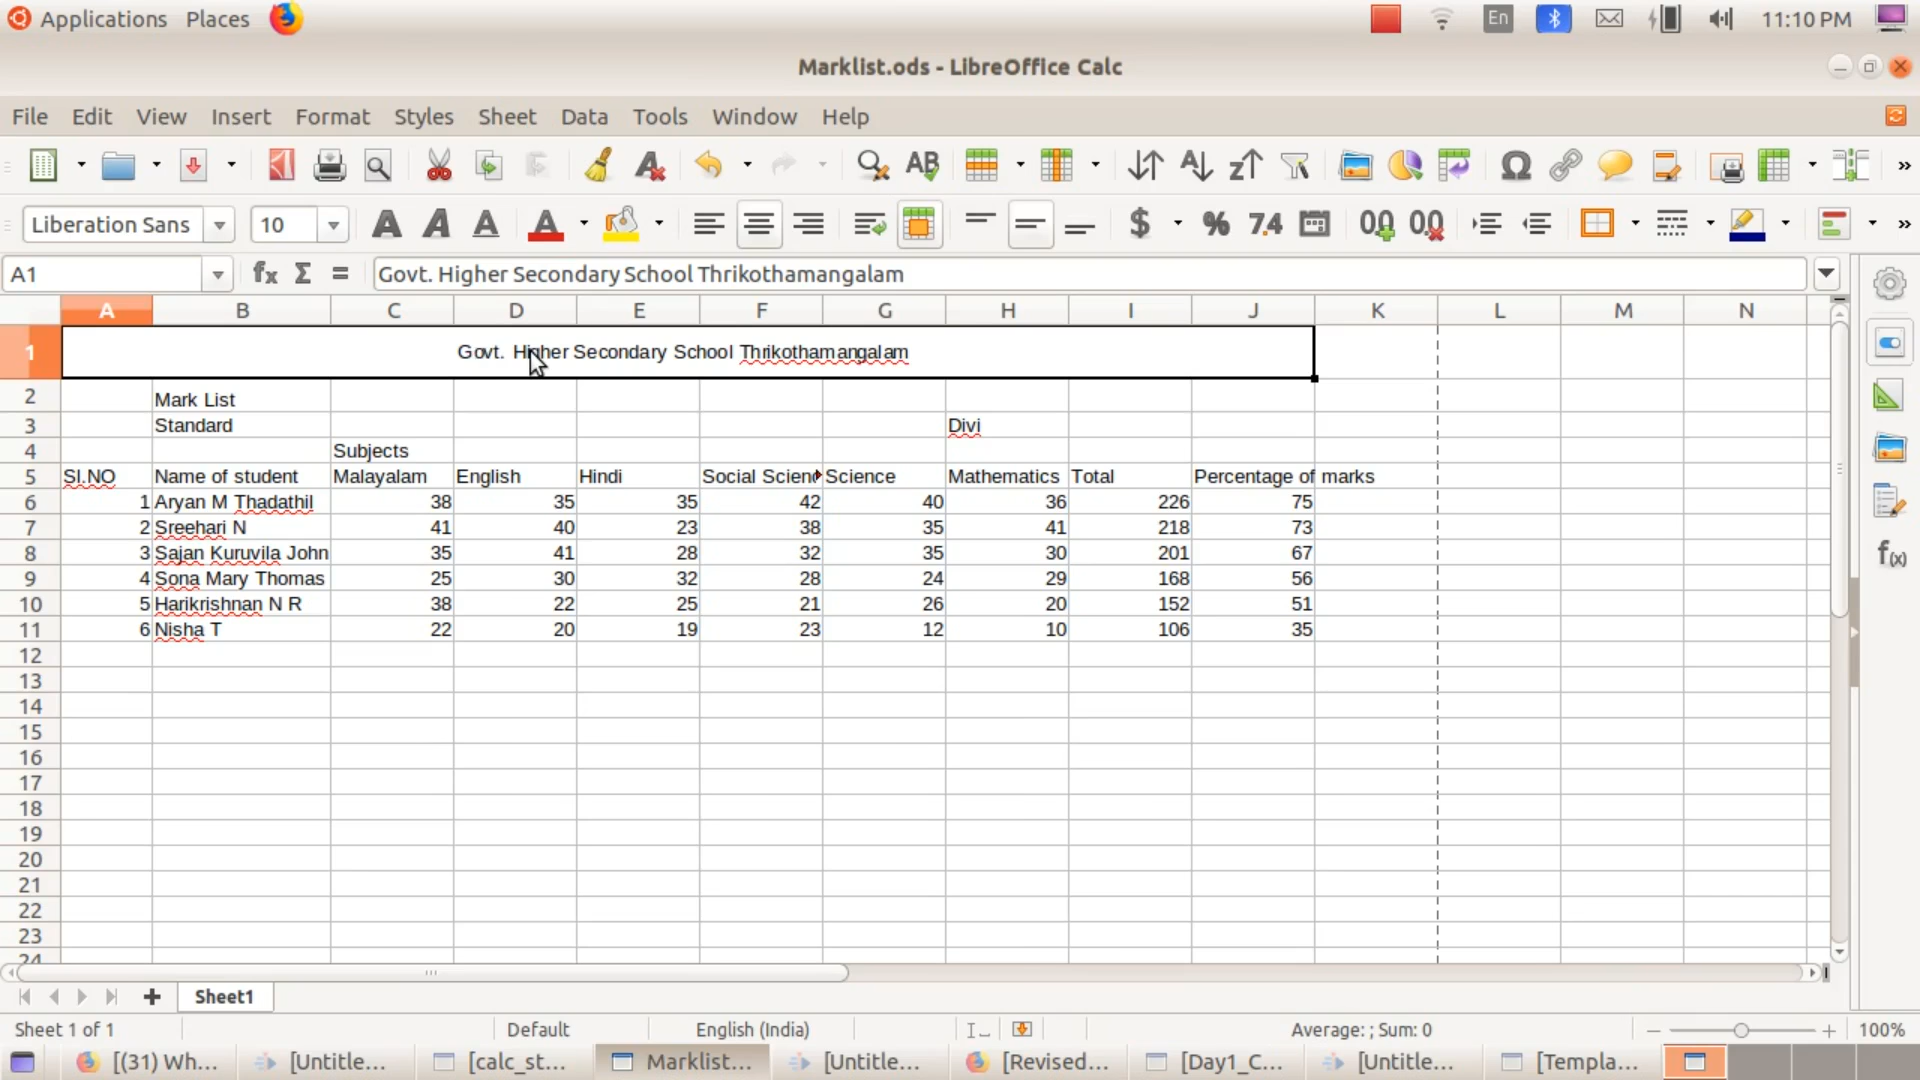 Applications Places En 11:10 PM
Marklist.ods - LibreOffice Calc
File Edit View Insert Format Styles Sheet Data Tools Window Help
Liberation Sans 10
A1 Govt. Higher Secondary School Thrikothamangalam
A B C D E F G H I J K L M N
1 Govt. Higher Secondary School Thrikothamangalam
2 Mark List
3 Standard Divi
4 Subjects
5 Sl.NO Name of student Malayalam English Hindi Social Scien Science Mathematics Total Percentage of marks
6 1 Aryan M Thadathil 38 35 35 42 40 36 226 75
7 2 Sreehari N 41 40 23 38 35 41 218 73
8 3 Sajan Kuruvila John 35 41 28 32 35 30 201 67
9 4 Sona Mary Thomas 25 30 32 28 24 29 168 56
10 5 Harikrishnan N R 38 22 25 21 26 20 152 51
11 6 Nisha T 22 20 19 23 12 10 106 35
12
13
14
15
16
17
18
19
20
21
22
23
24
Sheet1
Sheet 1 of 1 Default English (India) Average: ; Sum: 0 100%
[(31) Wh... [Untitle... [calc_st... Marklist... [Untitle... [Revised... [Day1_C... [Untitle... [Templa...